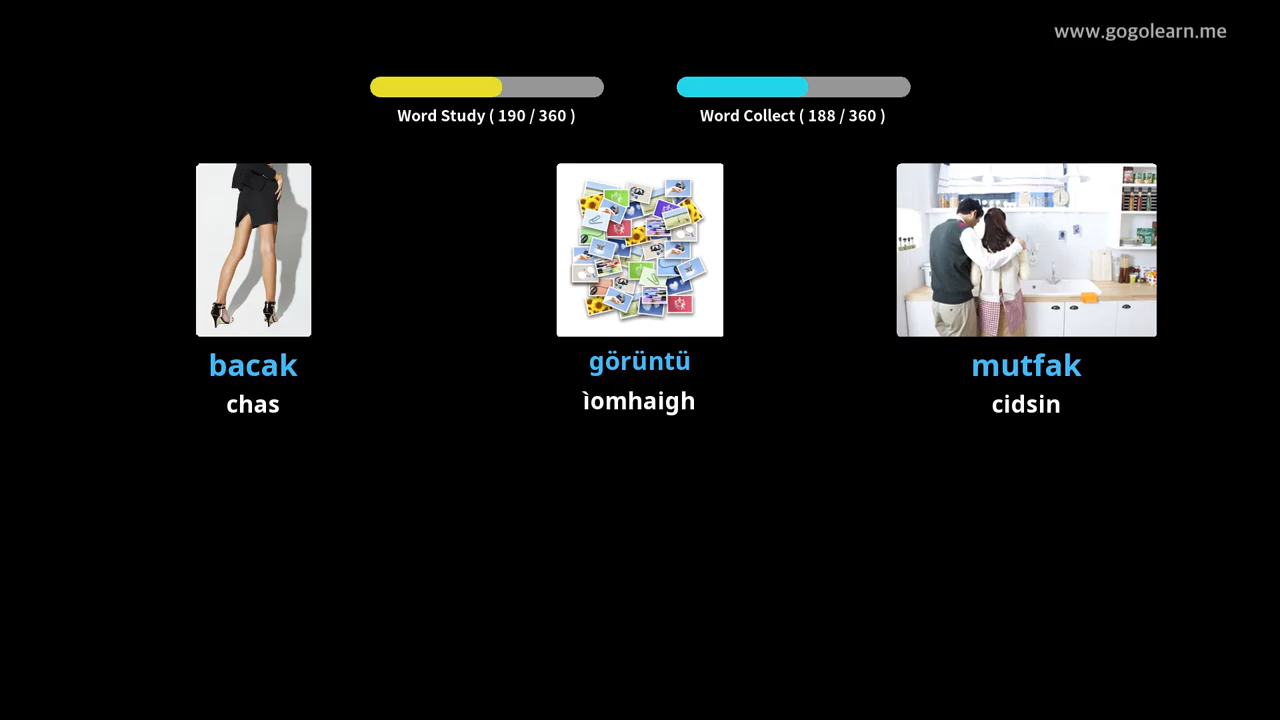 www.gogolearn.me
Word Study ( 190 / 360 )
Word Collect ( 188 / 360 )
bacak
chas
görüntü
ìomhaigh
mutfak
cidsin